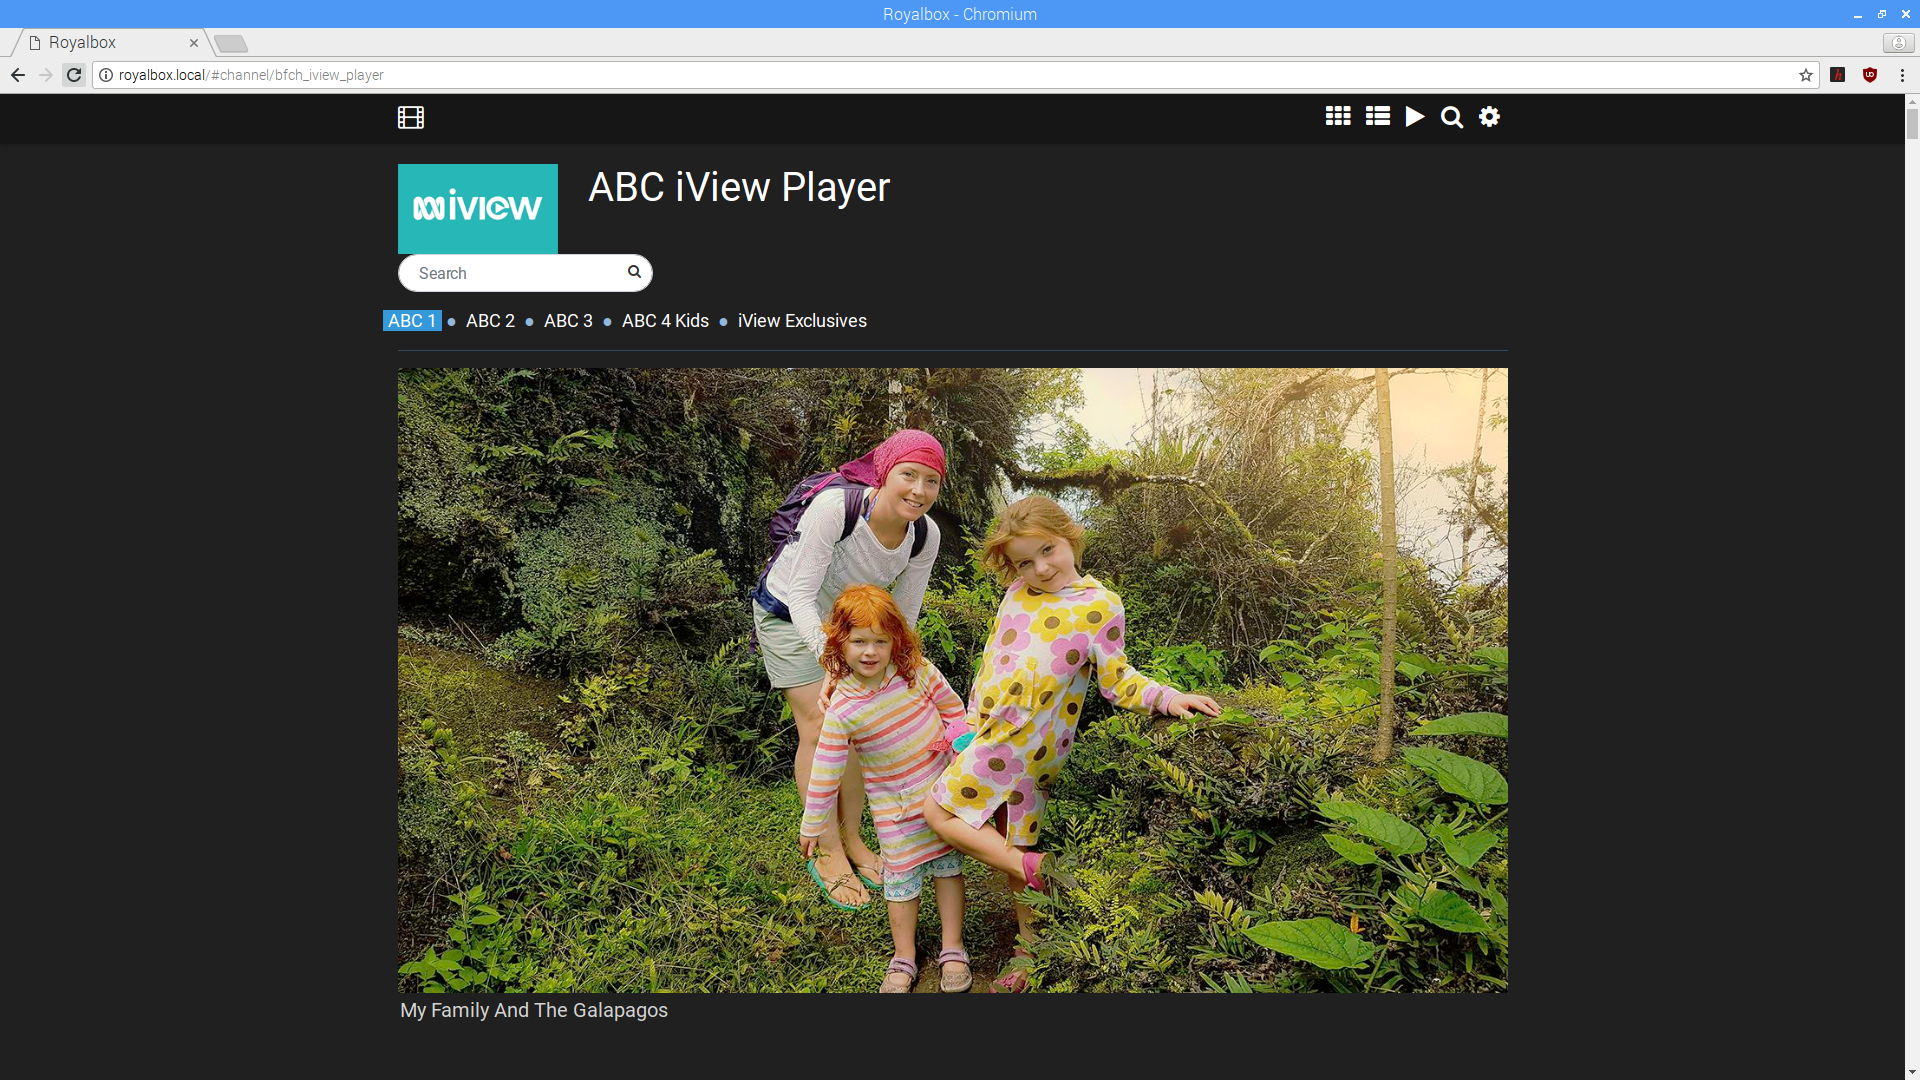 Royalbox - Chromium
Royalbox
royalbox.local/#channel/bfch_iview_player
iview
ABC iView Player
Search
ABC 1 • ABC 2 • ABC 3 • ABC 4 Kids • iView Exclusives
My Family And The Galapagos